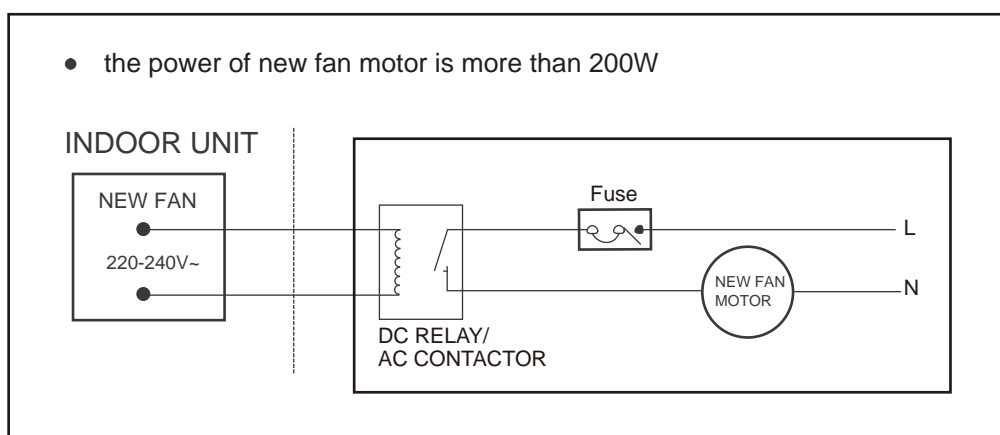 ● the power of new fan motor is more than 200W
INDOOR UNIT
NEW FAN
220-240V~
DC RELAY/
AC CONTACTOR
Fuse
L
NEW FAN
MOTOR
N